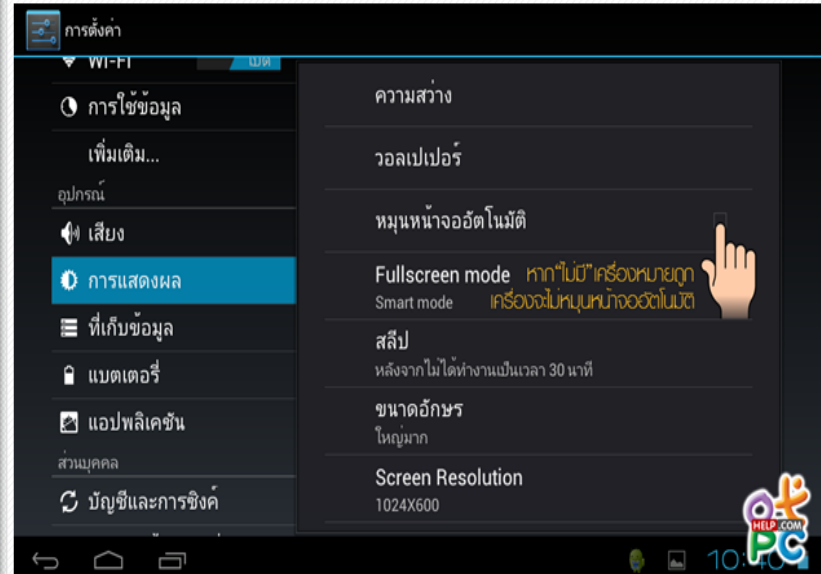 การตั้งค่า
WI-FI
เปิด
การใช้ข้อมูล
เพิ่มเติม...
อุปกรณ์
เสียง
การแสดงผล
ที่เก็บข้อมูล
แบตเตอรี่
แอปพลิเคชัน
ส่วนบุคคล
บัญชีและการซิงค์
ความสว่าง
วอลเปเปอร์
หมุนหน้าจออัตโนมัติ
Fullscreen mode
Smart mode
หาก"ไม่มี"เครื่องหมายถูก
เครื่องจะไม่หมุนหน้าจออัตโนมัติ
สลีป
หลังจากไม่ได้ทำงานเป็นเวลา 30 นาที
ขนาดอักษร
ใหญ่มาก
Screen Resolution
1024X600
HELP.COM
PC